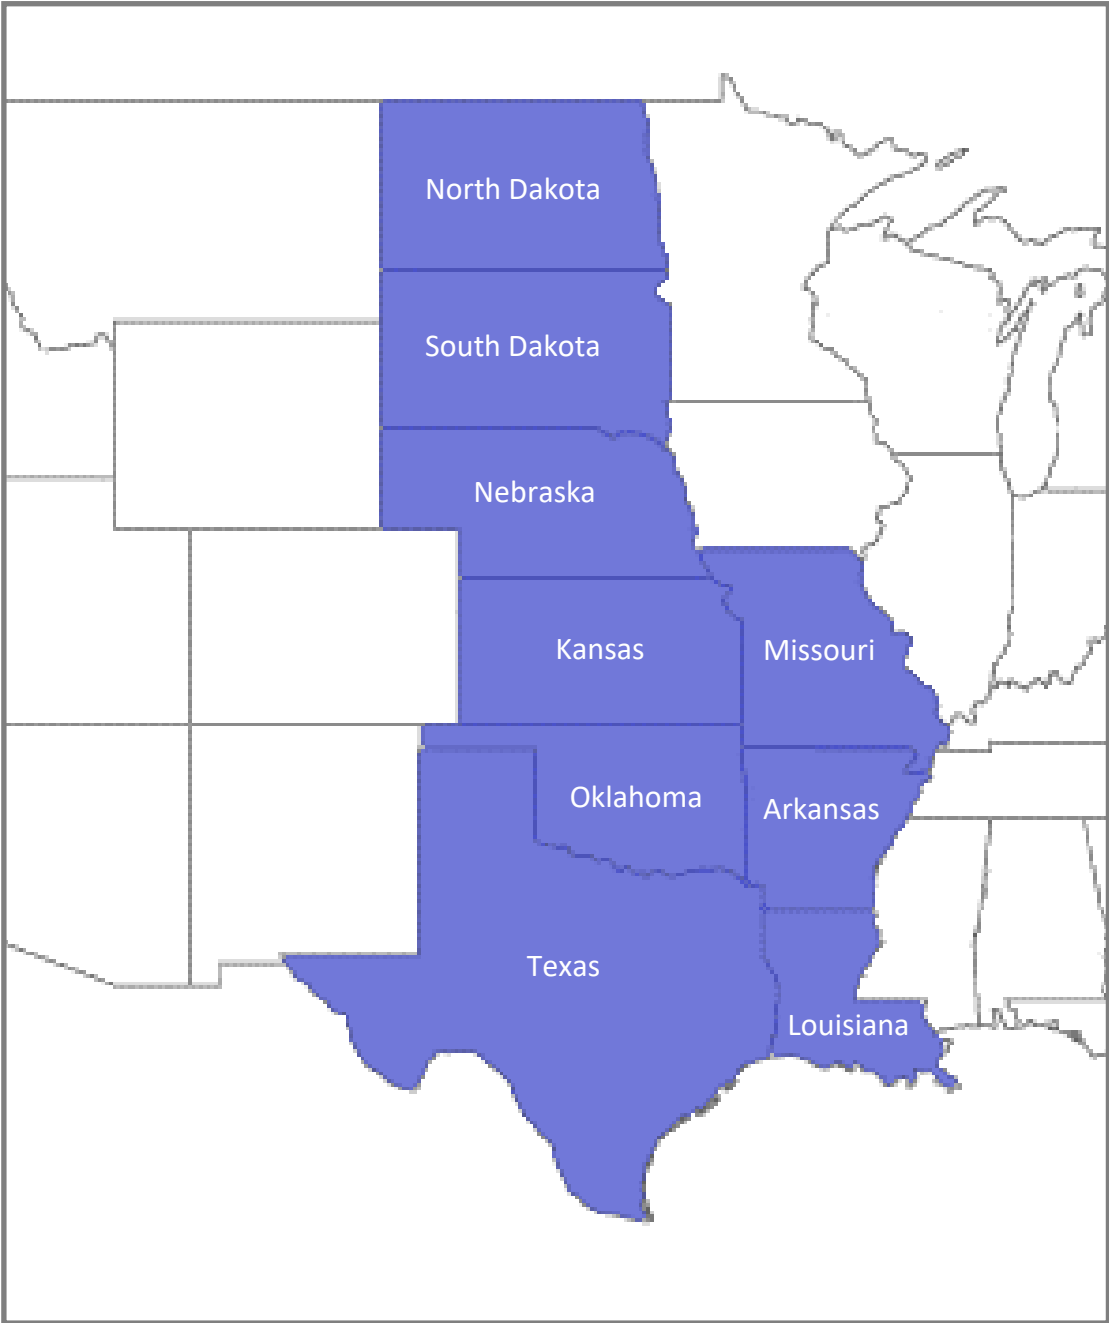 North Dakota
South Dakota
Nebraska
Kansas
Missouri
Oklahoma
Arkansas
Texas
Louisiana